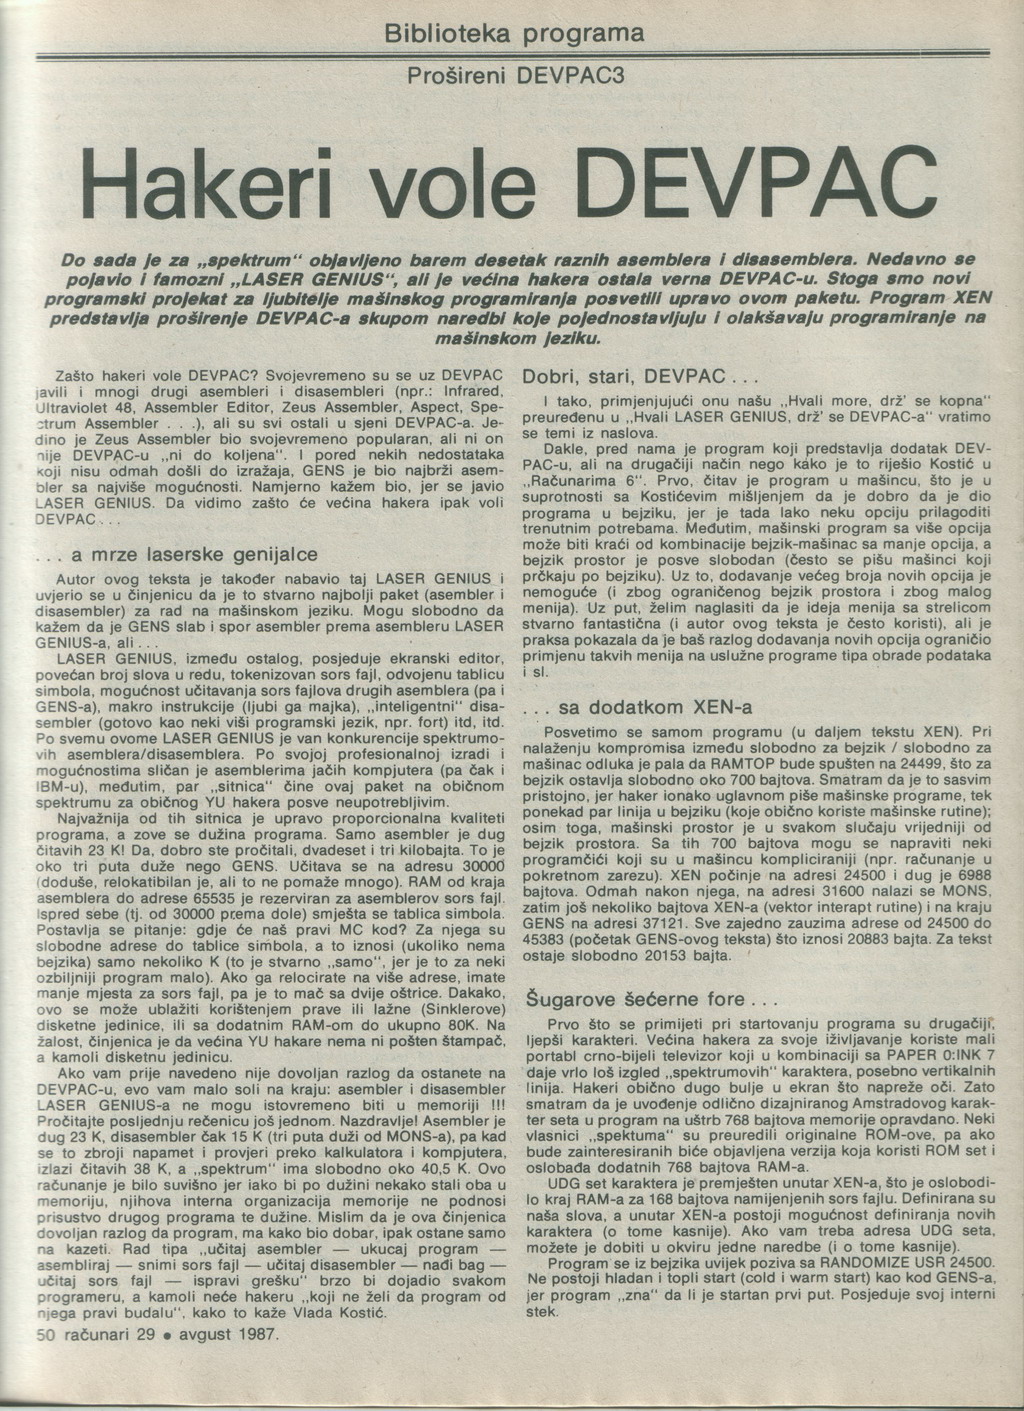 Biblioteka programa
Prošireni DEVPAC3
Hakeri vole DEVPAC
Do sada je za „spektrum“ objavljeno barem desetak raznih asemblera i disasemblera. Nedavno se
pojavio i famozni „LASER GENIUS“, ali je većina hakera ostala verna DEVPAC-u. Stoga smo novi
programski projekat za ljubitelje mašinskog programiranja posvetili upravo ovom paketu. Program XEN
predstavlja proširenje DEVPAC-a skupom naredbi koje pojednostavljuju i olakšavaju programiranje na
mašinskom jeziku.
Zašto hakeri vole DEVPAC? Svojevremeno su se uz DEVPAC
javili i mnogi drugi asembleri i disasembleri (npr.: Infrared,
Ultraviolet 48, Assembler Editor, Zeus Assembler, Aspect, Spe-
ctrum Assembler . . .), ali su svi ostali u sjeni DEVPAC-a. Je-
dino je Zeus Assembler bio svojevremeno popularan, ali ni on
nije DEVPAC-u „ni do koljena“. I pored nekih nedostataka
koji nisu odmah došli do izražaja, GENS je bio najbrži asem-
bler sa najviše mogućnosti. Namjerno kažem bio, jer se javio
LASER GENIUS. Da vidimo zašto će većina hakera ipak voli
DEVPAC . . .
. . . a mrze laserske genijalce
Autor ovog teksta je također nabavio taj LASER GENIUS i
uvjerio se u činjenicu da je to stvarno najbolji paket (asembler i
disasembler) za rad na mašinskom jeziku. Mogu slobodno da
kažem da je GENS slab i spor asembler prema asembleru LASER
GENIUS-a, ali . . .
LASER GENIUS, između ostalog, posjeduje ekranski editor,
povećan broj slova u redu, tokenizovan sors fajl, odvojenu tablicu
simbola, mogućnost učitavanja sors fajlova drugih asemblera (pa i
GENS-a), makro instrukcije (ljubi ga majka), „inteligentni“ disa-
sembler (gotovo kao neki viši programski jezik, npr. fort) itd, itd.
Po svemu ovome LASER GENIUS je van konkurencije spektrumo-
vih asemblera/disasemblera. Po svojoj profesionalnoj izradi i
mogućnostima sličan je asemblerima jačih kompjutera (pa čak i
IBM-u), međutim, par „sitnica“ čine ovaj paket na običnom
spektrumu za običnog YU hakera posve neupotrebljivim.
Najvažnija od tih sitnica je upravo proporcionalna kvaliteti
programa, a zove se dužina programa. Samo asembler je dug
čitavih 23 K! Da, dobro ste pročitali, dvadeset i tri kilobajta. To je
oko tri puta duže nego GENS. Učitava se na adresu 30000
(doduše, relokatibilan je, ali to ne pomaže mnogo). RAM od kraja
asemblera do adrese 65535 je rezerviran za asemblerov sors fajl.
Ispred sebe (tj. od 30000 prema dole) smješta se tablica simbola.
Postavlja se pitanje: gdje će naš pravi MC kod? Za njega su
slobodne adrese do tablice simbola, a to iznosi (ukoliko nema
bejzika) samo nekoliko K (to je stvarno „samo“, jer je to za neki
ozbiljniji program malo). Ako ga relocirate na više adrese, imate
manje mjesta za sors fajl, pa je to mač sa dvije oštrice. Dakako,
ovo se može ublažiti korištenjem prave ili lažne (Sinklerove)
disketne jedinice, ili sa dodatnim RAM-om do ukupno 80K. Na
žalost, činjenica je da većina YU hakare nema ni pošten štampač,
a kamoli disketnu jedinicu.
Ako vam prije navedeno nije dovoljan razlog da ostanete na
DEVPAC-u, evo vam malo soli na kraju: asembler i disasembler
LASER GENIUS-a ne mogu istovremeno biti u memoriji !!!
Pročitajte posljednju rečenicu još jednom. Nazdravlje! Asembler je
dug 23 K, disasembler čak 15 K (tri puta duži od MONS-a), pa kad
se to zbroji napamet i provjeri preko kalkulatora i kompjutera,
izlazi čitavih 38 K, a „spektrum“ ima slobodno oko 40,5 K. Ovo
računanje je bilo suvišno jer iako bi po dužini nekako stali oba u
memoriju, njihova interna organizacija memorije ne podnosi
prisustvo drugog programa te dužine. Mislim da je ova činjenica
dovoljan razlog da program, ma kako bio dobar, ipak ostane samo
na kazeti. Rad tipa „učitaj asembler — ukucaj program —
asembliraj — snimi sors fajl — učitaj disasembler — nađi bag —
učitaj sors fajl — ispravi grešku“ brzo bi dojadio svakom
programeru, a kamoli neće hakeru „koji ne želi da program od
njega pravi budalu“, kako to kaže Vlada Kostić.
50 računari 29 • avgust 1987.
Dobri, stari, DEVPAC . . .
I tako, primjenjujući onu našu „Hvali more, drž’ se kopna“
preuređenu u „Hvali LASER GENIUS, drž’ se DEVPAC-a“ vratimo
se temi iz naslova.
Dakle, pred nama je program koji predstavlja dodatak DEV-
PAC-u, ali na drugačiji način nego kako je to riješio Kostić u
„Računarima 6“. Prvo, čitav je program u mašincu, što je u
suprotnosti sa Kostićevim mišljenjem da je dobro da je dio
programa u bejziku, jer je tada lako neku opciju prilagoditi
trenutnim potrebama. Međutim, mašinski program sa više opcija
može biti kraći od kombinacije bejzik-mašinac sa manje opcija, a
bejzik prostor je posve slobodan (često se pišu mašinci koji
prčkaju po bejziku). Uz to, dodavanje većeg broja novih opcija je
nemoguće (i zbog ograničenog bejzik prostora i zbog malog
menija). Uz put, želim naglasiti da je ideja menija sa strelicom
stvarno fantastična (i autor ovog teksta je često koristi), ali je
praksa pokazala da je baš razlog dodavanja novih opcija ograničio
primjenu takvih menija na uslužne programe tipa obrade podataka
i sl.
. . . sa dodatkom XEN-a
Posvetimo se samom programu (u daljem tekstu XEN). Pri
nalaženju kompromisa između slobodno za bejzik / slobodno za
mašinac odluka je pala da RAMTOP bude spušten na 24499, što za
bejzik ostavlja slobodno oko 700 bajtova. Smatram da je to sasvim
pristojno, jer haker ionako uglavnom piše mašinske programe, tek
ponekad par linija u bejziku (koje obično koriste mašinske rutine);
osim toga, mašinski prostor je u svakom slučaju vrijedniji od
bejzik prostora. Sa tih 700 bajtova mogu se napraviti neki
programčići koji su u mašincu kompliciraniji (npr. računanje u
pokretnom zarezu). XEN počinje na adresi 24500 i dug je 6988
bajtova. Odmah nakon njega, na adresi 31600 nalazi se MONS,
zatim još nekoliko bajtova XEN-a (vektor interapt rutine) i na kraju
GENS na adresi 37121. Sve zajedno zauzima adrese od 24500 do
45383 (početak GENS-ovog teksta) što iznosi 20883 bajta. Za tekst
ostaje slobodno 20153 bajta.
Šugarove šećerne fore . . .
Prvo što se primijeti pri startovanju programa su drugačiji,
ljepši karakteri. Većina hakera za svoje iživljavanje koriste mali
portabl crno-bijeli televizor koji u kombinaciji sa PAPER 0:INK 7
daje vrlo loš izgled „spektrumovih“ karaktera, posebno vertikalnih
linija. Hakeri obično dugo bulje u ekran što napreže oči. Zato
smatram da je uvođenje odlično dizajniranog Amstradovog karak-
ter seta u program na uštrb 768 bajtova memorije opravdano. Neki
vlasnici „spektuma“ su preuredili originalne ROM-ove, pa ako
bude zainteresiranih biće objavljena verzija koja koristi ROM set i
oslobađa dodatnih 768 bajtova RAM-a.
UDG set karaktera je premješten unutar XEN-a, što je oslobodi-
lo kraj RAM-a za 168 bajtova namijenjenih sors fajlu. Definirana su
naša slova, a unutar XEN-a postoji mogućnost definiranja novih
karaktera (o tome kasnije). Ako vam treba adresa UDG seta,
možete je dobiti u okviru jedne naredbe (i o tome kasnije).
Program se iz bejzika uvijek poziva sa RANDOMIZE USR 24500.
Ne postoji hladan i topli start (cold i warm start) kao kod GENS-a,
jer program „zna“ da li je startan prvi put. Posjeduje svoj interni
stek.